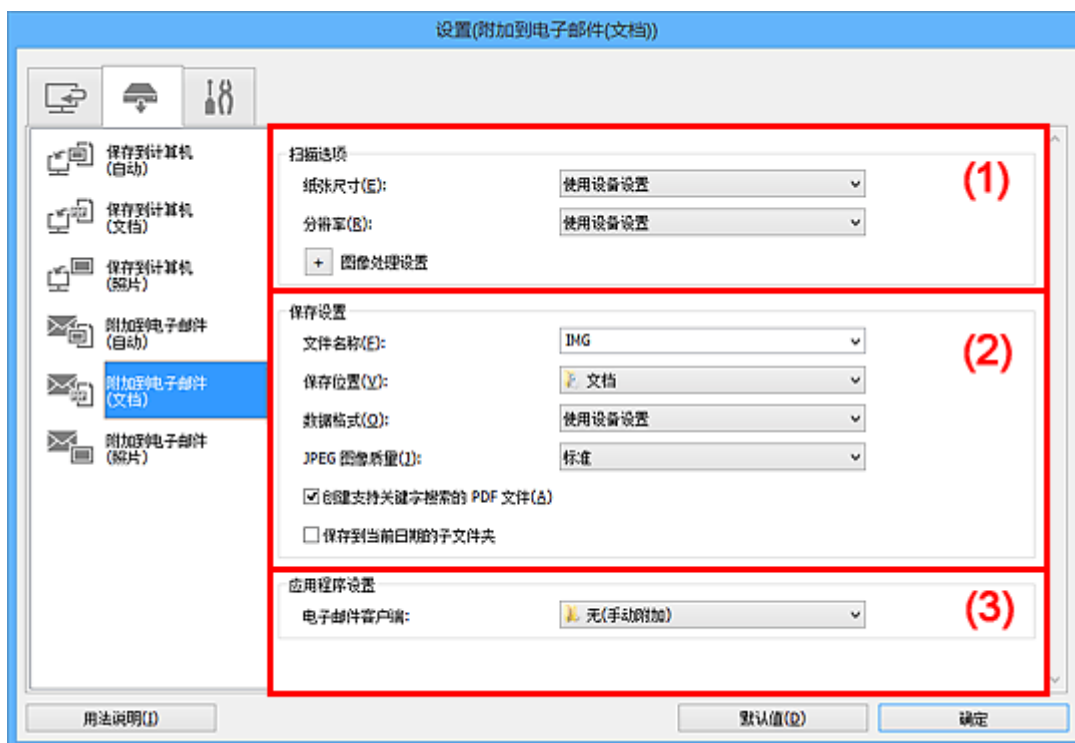 设置(附加到电子邮件(文档))
保存到计算机
(自动)
保存到计算机
(文档)
保存到计算机
(照片)
附加到电子邮件
(自动)
附加到电子邮件
(文档)
附加到电子邮件
(照片)
扫描选项
(1)
纸张尺寸(E): 使用设备设置
分辨率(R): 使用设备设置
+ 图像处理设置
保存设置
(2)
文件名称(F): IMG
保存位置(V): 文档
数据格式(O): 使用设备设置
JPEG 图像质量(J): 标准
创建支持关键字搜索的 PDF 文件(A)
保存到当前日期的子文件夹
应用程序设置
(3)
电子邮件客户端: 无(手动附加)
用法说明(I) 默认值(D) 确定